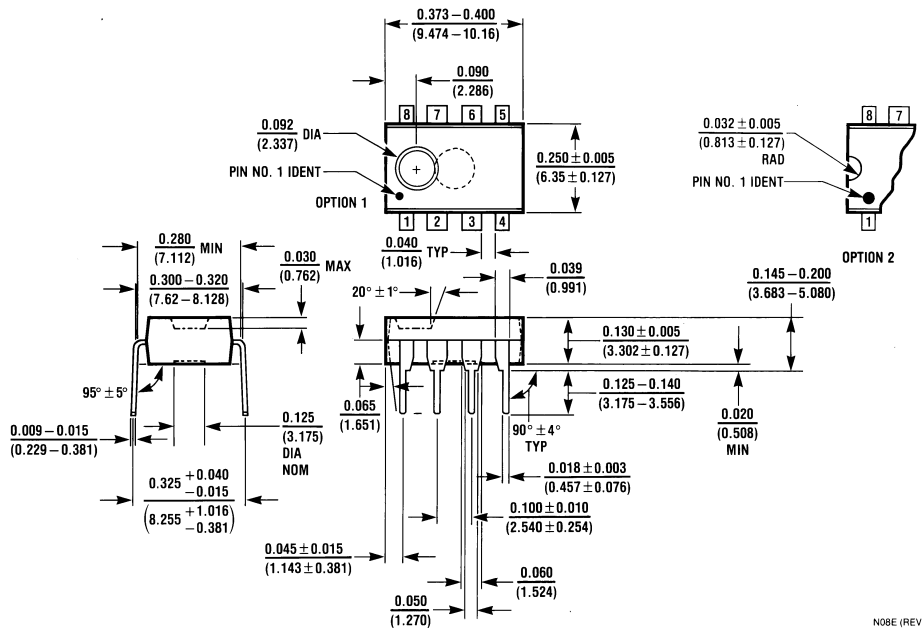 0.373 – 0.400
(9.474 – 10.16)
0.090
(2.286)
8 7 6 5
0.092
(2.337)
DIA
PIN NO. 1 IDENT
OPTION 1
1 2 3 4
0.250 ± 0.005
(6.35 ± 0.127)
8 7
0.032 ± 0.005
(0.813 ± 0.127)
RAD
PIN NO. 1 IDENT
1
OPTION 2
0.280
(7.112)
MIN
0.300 – 0.320
(7.62 – 8.128)
0.030
(0.762)
MAX
0.040
(1.016)
TYP
0.039
(0.991)
20° ± 1°
0.145 – 0.200
(3.683 – 5.080)
0.130 ± 0.005
(3.302 ± 0.127)
95° ± 5°
0.065
(1.651)
0.125 – 0.140
(3.175 – 3.556)
0.020
(0.508)
MIN
90° ± 4°
TYP
0.009 – 0.015
(0.229 – 0.381)
0.125
(3.175)
DIA
NOM
0.018 ± 0.003
(0.457 ± 0.076)
0.325 +0.040
−0.015
(8.255 +1.016
−0.381)
0.100 ± 0.010
(2.540 ± 0.254)
0.045 ± 0.015
(1.143 ± 0.381)
0.060
(1.524)
0.050
(1.270)
N08E (REV